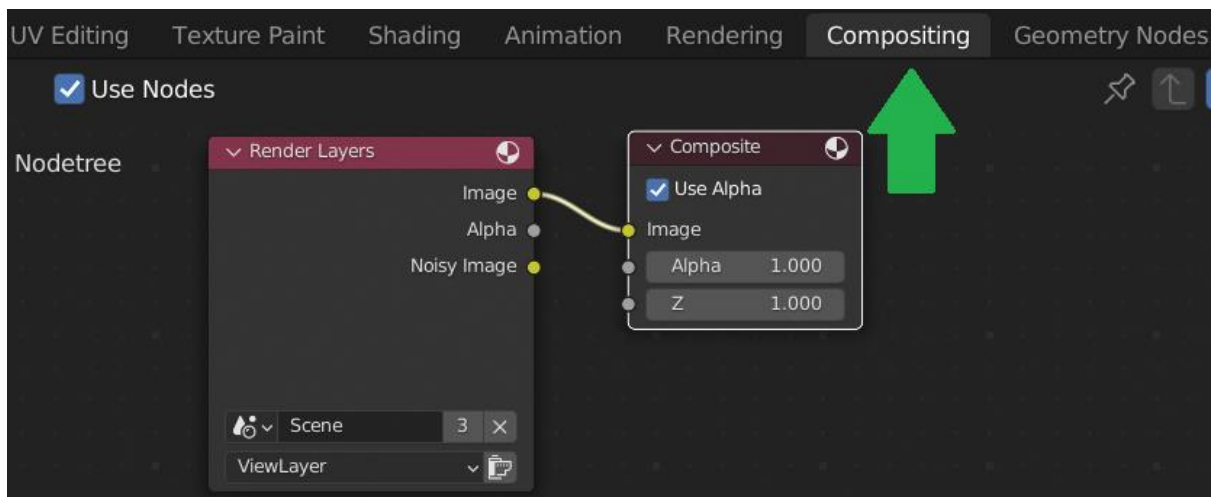 UV Editing Texture Paint Shading Animation Rendering Compositing Geometry Nodes
Use Nodes
Nodetree
Render Layers
Image
Alpha
Noisy Image
Scene 3
ViewLayer
Composite
Use Alpha
Image
Alpha 1.000
Z 1.000